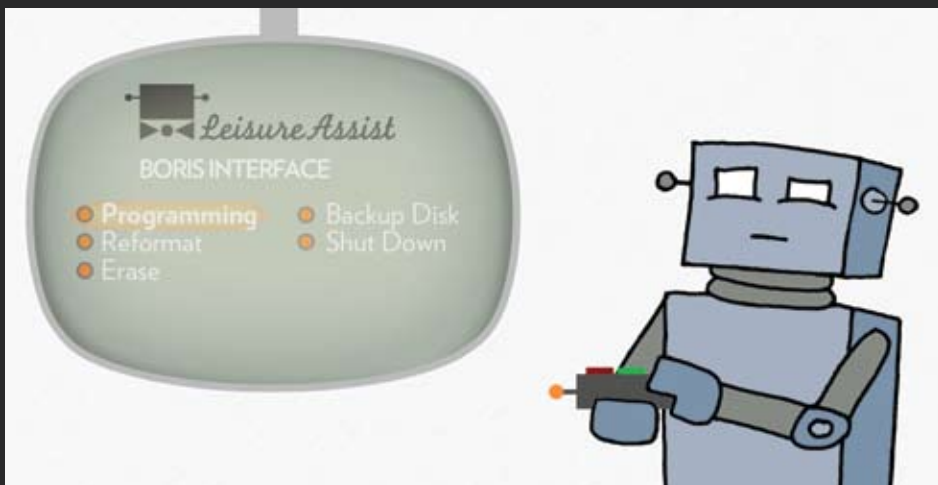 Leisure Assist
BORIS INTERFACE
Programming
Reformat
Erase
Backup Disk
Shut Down